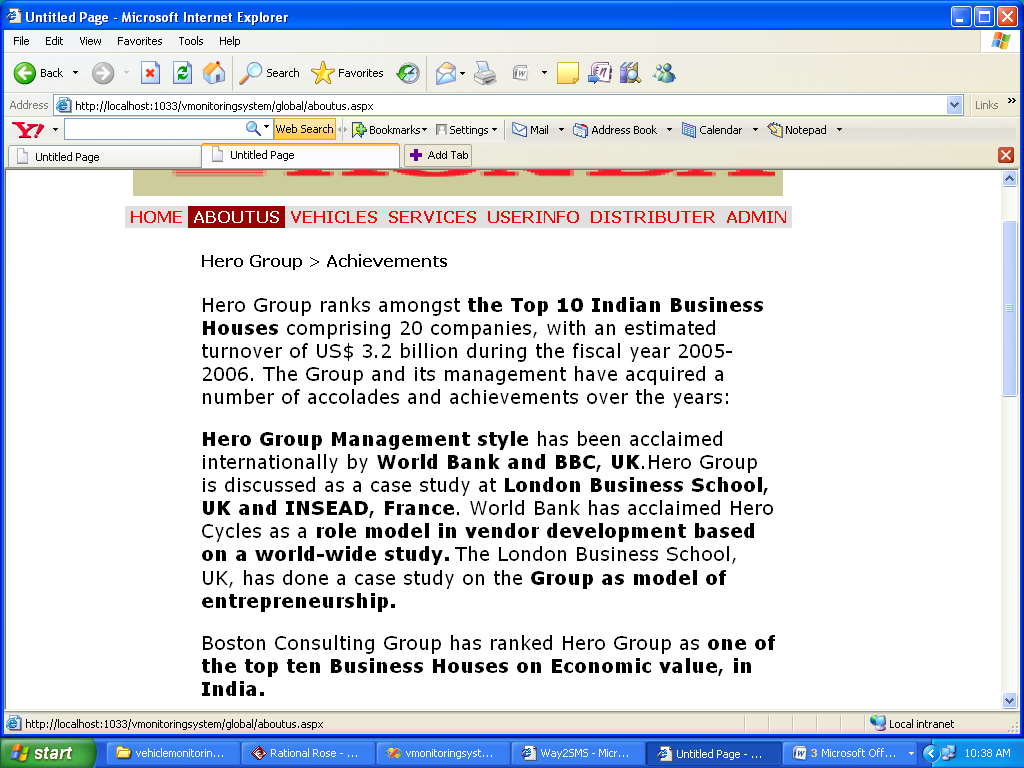 Untitled Page - Microsoft Internet Explorer
File Edit View Favorites Tools Help
Back Search Favorites
Address http://localhost:1033/vmonitoringsystem/global/aboutus.aspx Links »
Y! Web Search Bookmarks Settings Mail Address Book Calendar Notepad
Untitled Page Untitled Page Add Tab
HOME ABOUTUS VEHICLES SERVICES USERINFO DISTRIBUTER ADMIN
Hero Group > Achievements
Hero Group ranks amongst the Top 10 Indian Business
Houses comprising 20 companies, with an estimated
turnover of US$ 3.2 billion during the fiscal year 2005-
2006. The Group and its management have acquired a
number of accolades and achievements over the years:
Hero Group Management style has been acclaimed
internationally by World Bank and BBC, UK.Hero Group
is discussed as a case study at London Business School,
UK and INSEAD, France. World Bank has acclaimed Hero
Cycles as a role model in vendor development based
on a world-wide study. The London Business School,
UK, has done a case study on the Group as model of
entrepreneurship.
Boston Consulting Group has ranked Hero Group as one of
the top ten Business Houses on Economic value, in
India.
http://localhost:1033/vmonitoringsystem/global/aboutus.aspx Local intranet
start vehiclemonitorin... Rational Rose - ... vmonitoringsyst... Way2SMS - Micr... Untitled Page - ... 3 Microsoft Off... 10:38 AM